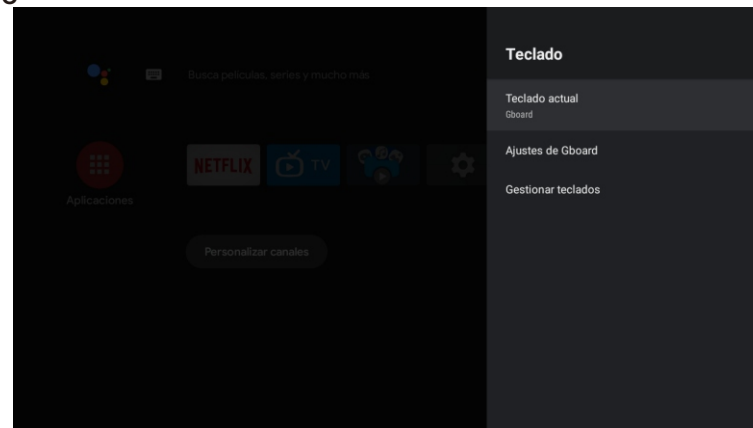 Teclado
Teclado actual
Gboard
Ajustes de Gboard
Gestionar teclados
Busca películas, series y mucho más
NETFLIX
TV
Aplicaciones
Personalizar canales